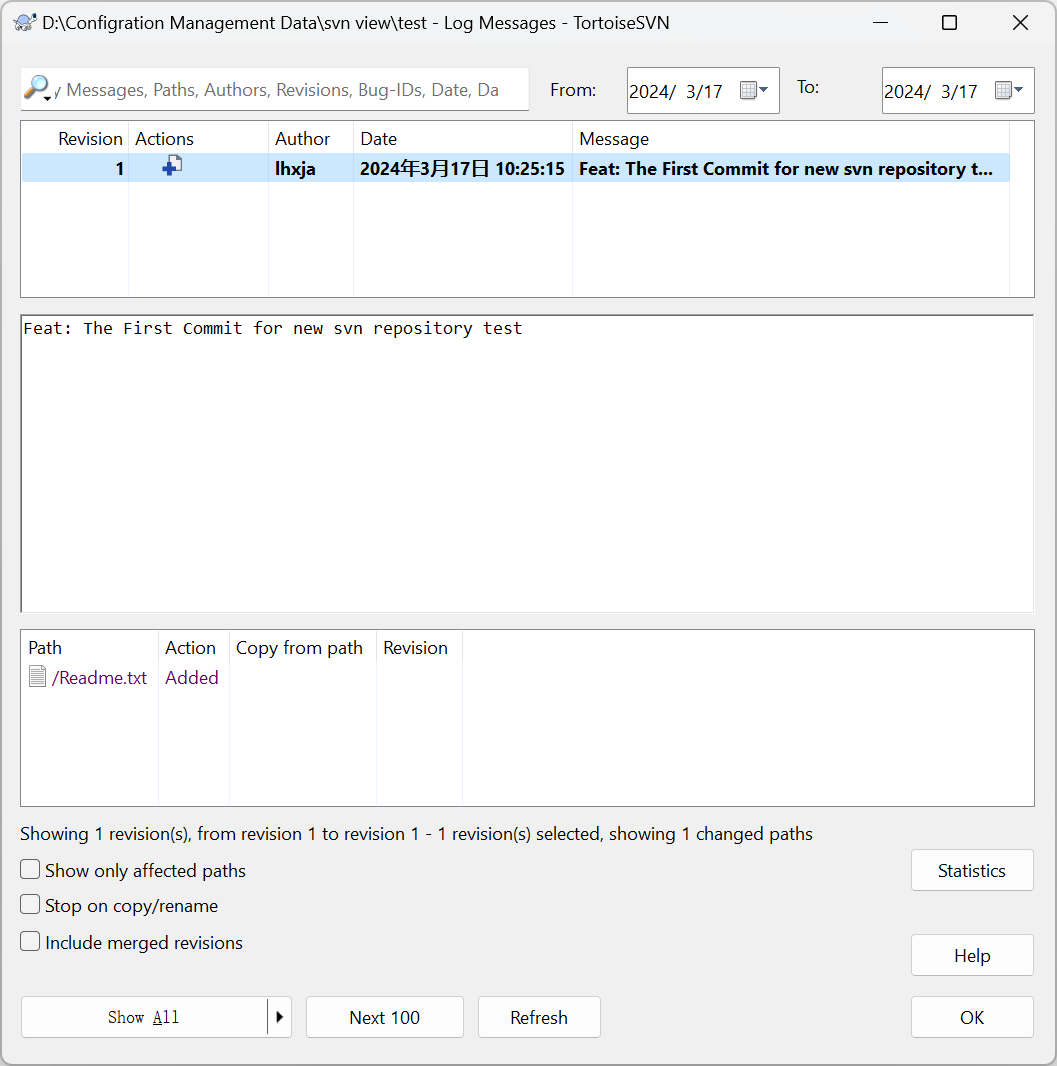 D:\Configration Management Data\svn view\test - Log Messages - TortoiseSVN
Messages, Paths, Authors, Revisions, Bug-IDs, Date, Da
From: 2024/ 3/17 To: 2024/ 3/17
Revision Actions Author Date Message
1 lhxja 2024年3月17日 10:25:15 Feat: The First Commit for new svn repository t...
Feat: The First Commit for new svn repository test
Path Action Copy from path Revision
/Readme.txt Added
Showing 1 revision(s), from revision 1 to revision 1 - 1 revision(s) selected, showing 1 changed paths
Show only affected paths
Statistics
Stop on copy/rename
Include merged revisions
Help
Show All Next 100 Refresh OK